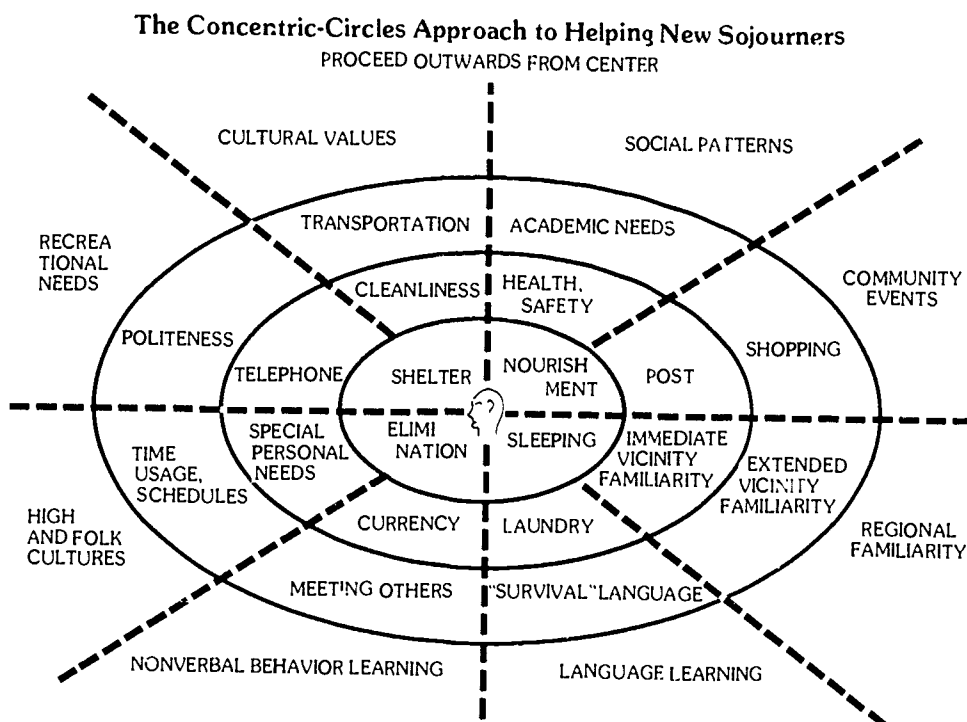 The Concentric-Circles Approach to Helping New Sojourners
PROCEED OUTWARDS FROM CENTER
CULTURAL VALUES
SOCIAL PATTERNS
TRANSPORTATION
ACADEMIC NEEDS
RECREA
TIONAL
NEEDS
COMMUNITY
EVENTS
CLEANLINESS
HEALTH,
SAFETY
POLITENESS
SHOPPING
TELEPHONE
SHELTER
NOURISH
MENT
POST
ELIMI
NATION
SLEEPING
SPECIAL
PERSONAL
NEEDS
IMMEDIATE
VICINITY
FAMILIARITY
TIME
USAGE,
SCHEDULES
EXTENDED
VICINITY
FAMILIARITY
HIGH
AND FOLK
CULTURES
CURRENCY
LAUNDRY
REGIONAL
FAMILIARITY
MEETING OTHERS
"SURVIVAL" LANGUAGE
NONVERBAL BEHAVIOR LEARNING
LANGUAGE LEARNING